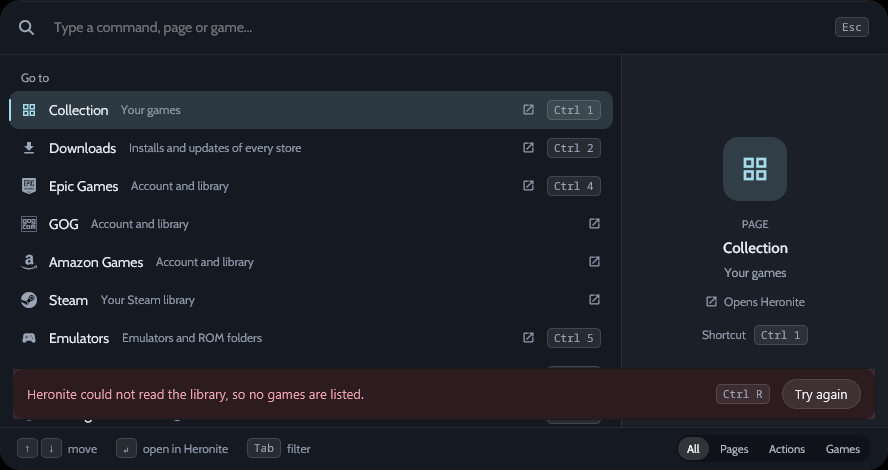 Type a command, page or game...
Esc
Go to
Collection Your games Ctrl 1
Downloads Installs and updates of every store Ctrl 2
Epic Games Account and library Ctrl 4
GOG Account and library
Amazon Games Account and library
Steam Your Steam library
Emulators Emulators and ROM folders Ctrl 5
PAGE
Collection
Your games
Opens Heronite
Shortcut Ctrl 1
Heronite could not read the library, so no games are listed. Ctrl R Try again
↑ ↓ move ↲ open in Heronite Tab filter
All Pages Actions Games